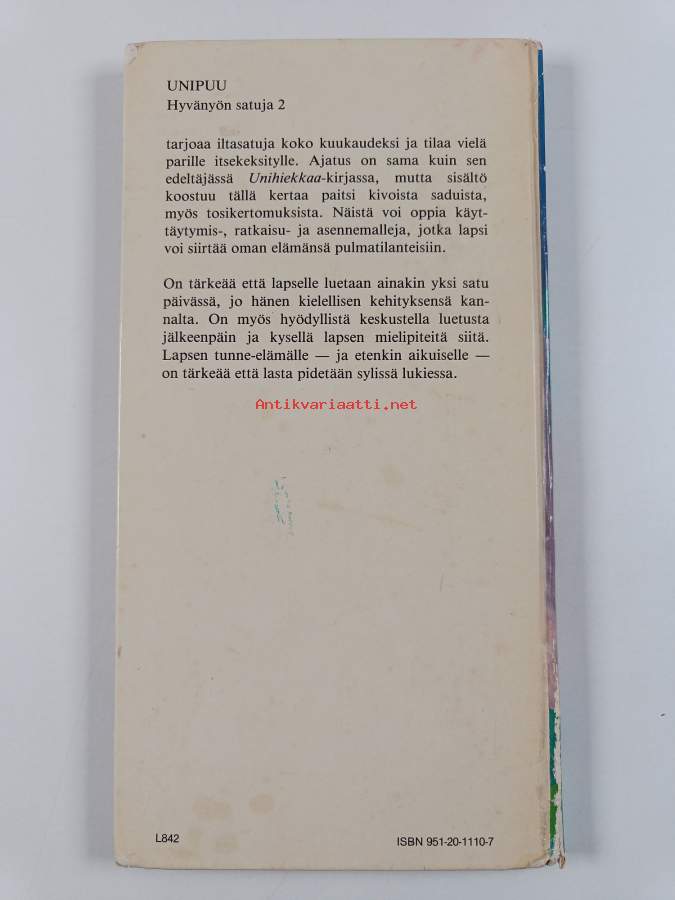 UNIPUU
Hyvänyön satuja 2
tarjoaa iltasatuja koko kuukaudeksi ja tilaa vielä
parille itsekeksitylle. Ajatus on sama kuin sen
edeltäjässä Unihiekkaa-kirjassa, mutta sisältö
koostuu tällä kertaa paitsi kivoista saduista,
myös tosikertomuksista. Näistä voi oppia käyt-
täytymis-, ratkaisu- ja asennemalleja, jotka lapsi
voi siirtää oman elämänsä pulmatilanteisiin.
On tärkeää että lapselle luetaan ainakin yksi satu
päivässä, jo hänen kielellisen kehityksensä kan-
nalta. On myös hyödyllistä keskustella luetusta
jälkeenpäin ja kysellä lapsen mielipiteitä siitä.
Lapsen tunne-elämälle — ja etenkin aikuiselle —
on tärkeää että lasta pidetään sylissä lukiessa.
Antikvariaatti.net
L842
ISBN 951-20-1110-7